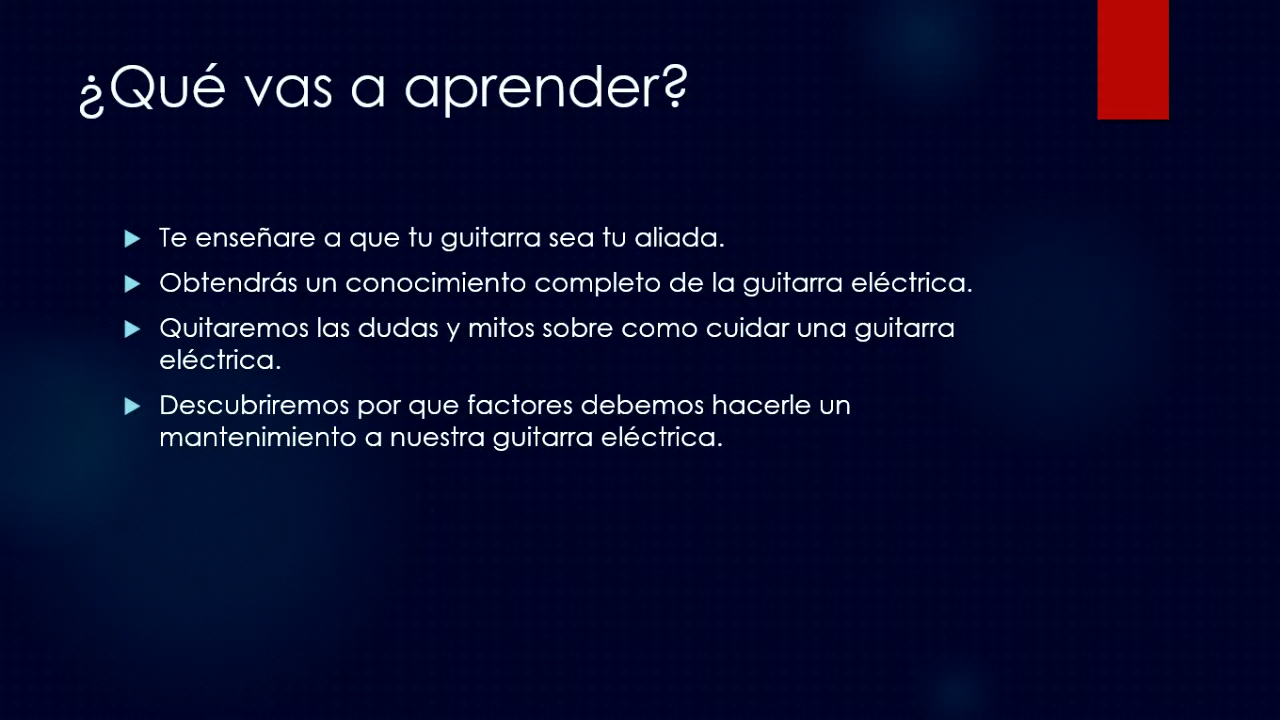 ¿Qué vas a aprender?
Te enseñare a que tu guitarra sea tu aliada.
Obtendrás un conocimiento completo de la guitarra eléctrica.
Quitaremos las dudas y mitos sobre como cuidar una guitarra
eléctrica.
Descubriremos por que factores debemos hacerle un
mantenimiento a nuestra guitarra eléctrica.